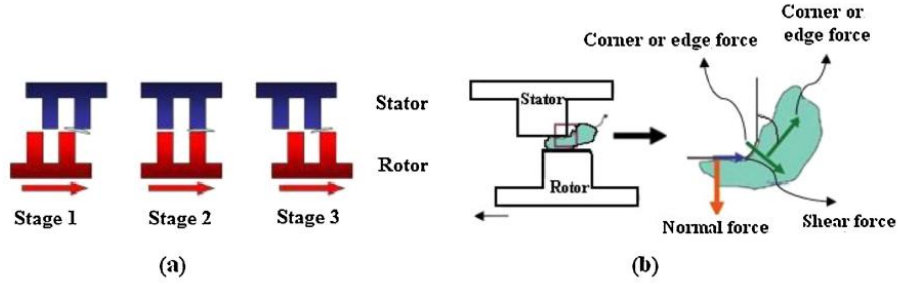 Corner or
edge force
Corner or edge force
Stator
Stator
Rotor
Rotor
Stage 1
Stage 2
Stage 3
Normal force
Shear force
(a)
(b)